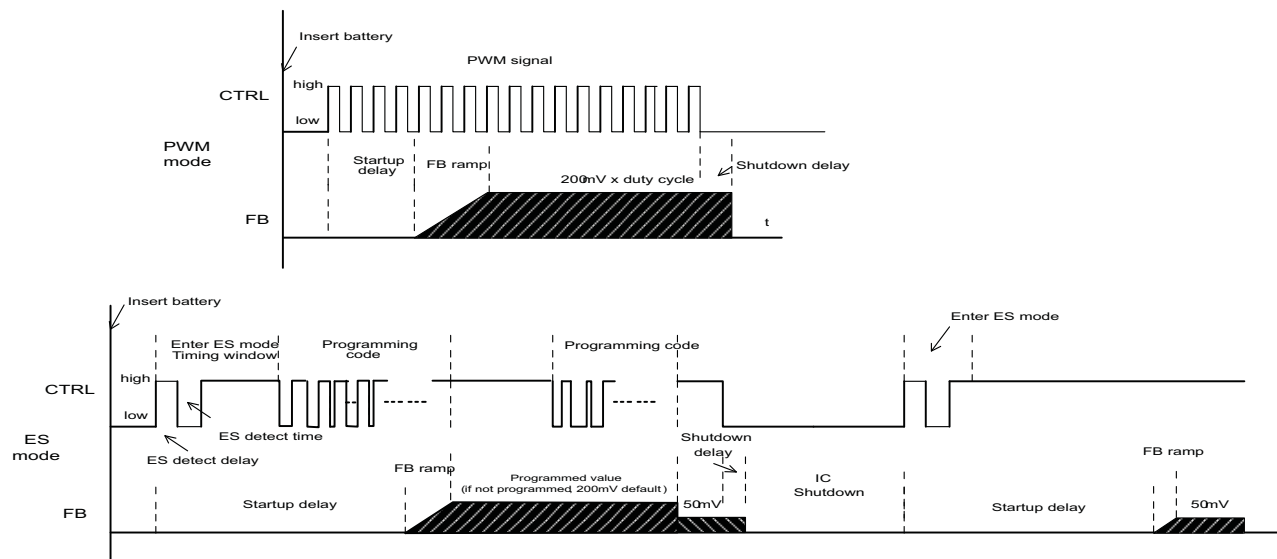 Insert battery
PWM signal
high
CTRL
low
PWM
mode
Startup
delay
FB ramp
Shutdown delay
200mV x duty cycle
FB
t
Insert battery
Enter ES mode
Enter ES mode
Timing window
Programming
code
Programming code
high
CTRL
low
ES detect time
ES
mode
ES detect delay
Shutdown
delay
FB ramp
FB ramp
Programmed value
(if not programmed, 200mV default )
IC
Shutdown
50mV
50mV
Startup delay
Startup delay
FB